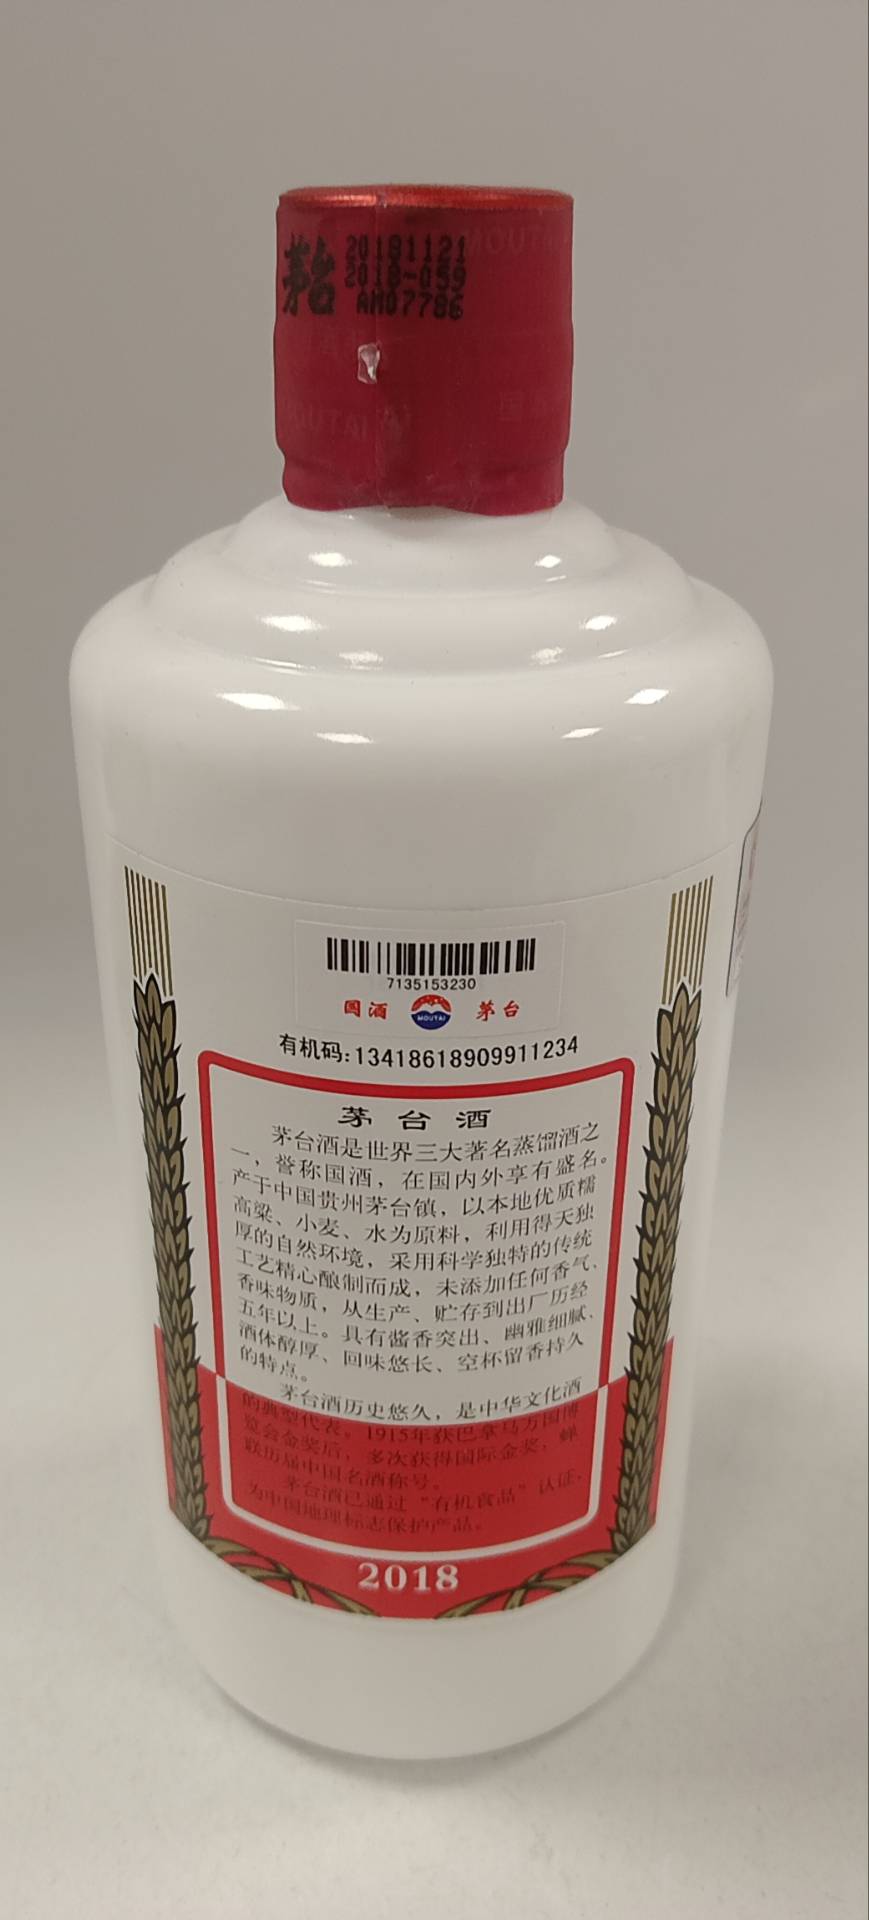 茅台
20181121
2018-059
AM07786
MOUTAI
MOUTAI
7135153230
国酒
MOUTAI
茅台
有机码:13418618909911234
茅台酒
茅台酒是世界三大著名蒸馏酒之
一，誉称国酒，在国内外享有盛名。
产于中国贵州茅台镇，以本地优质糯
高粱、小麦、水为原料，利用得天独
厚的自然环境，采用科学独特的传统
工艺精心酿制而成，未添加任何香气、
香味物质，从生产、贮存到出厂历经
五年以上。具有酱香突出、幽雅细腻、
酒体醇厚、回味悠长、空杯留香持久
的特点。
茅台酒历史悠久，是中华文化酒
的典型代表。1915年获巴拿马万国博
览会金奖后，多次获得国际金奖，蝉
联历届中国名酒称号。
茅台酒已通过“有机食品”认证，
为中国地理标志保护产品。
2018